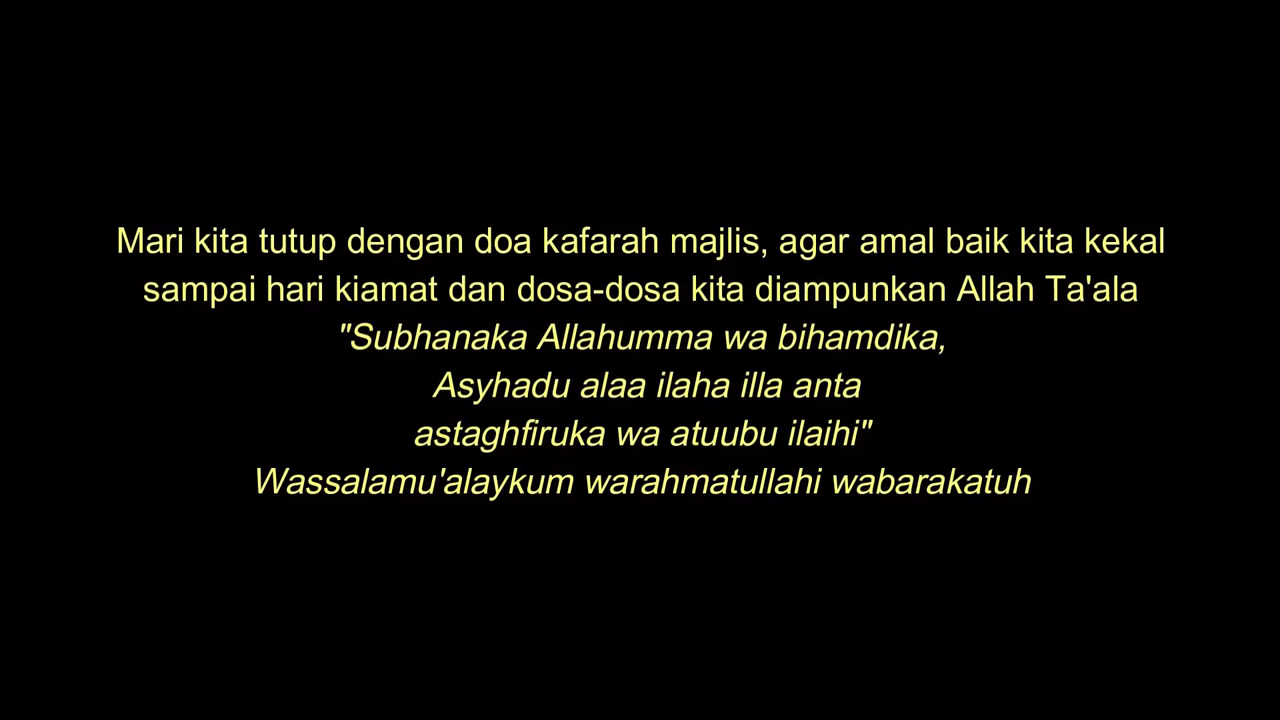 Mari kita tutup dengan doa kafarah majlis, agar amal baik kita kekal
sampai hari kiamat dan dosa-dosa kita diampunkan Allah Ta'ala
"Subhanaka Allahumma wa bihamdika,
Asyhadu alaa ilaha illa anta
astaghfiruka wa atuubu ilaihi"
Wassalamu'alaykum warahmatullahi wabarakatuh